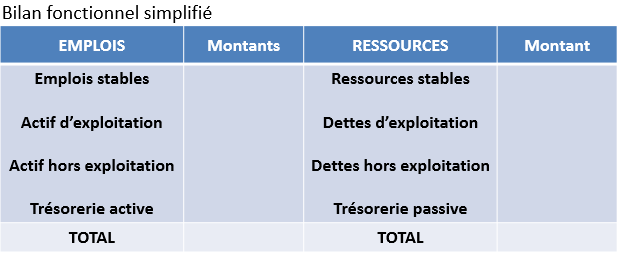 Bilan fonctionnel simplifié
EMPLOIS Montants RESSOURCES Montant
Emplois stables Ressources stables
Actif d’exploitation Dettes d’exploitation
Actif hors exploitation Dettes hors exploitation
Trésorerie active Trésorerie passive
TOTAL TOTAL